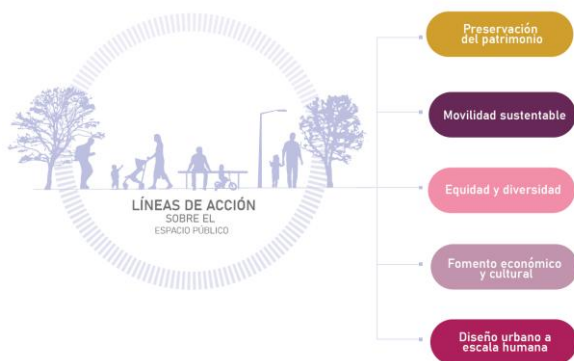 LÍNEAS DE ACCIÓN
SOBRE EL
ESPACIO PÚBLICO
Preservación
del patrimonio
Movilidad sustentable
Equidad y diversidad
Fomento económico
y cultural
Diseño urbano a
escala humana